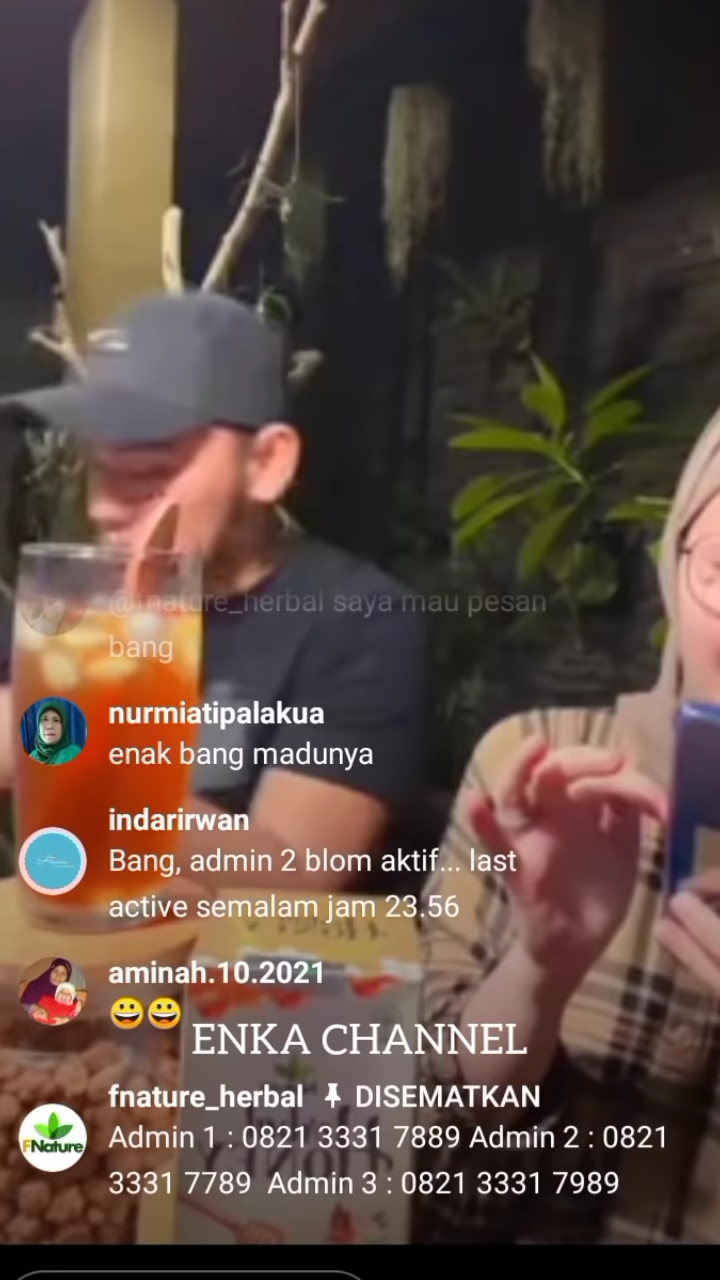 @fnature_herbal saya mau pesan
bang
nurmiatipalakua
enak bang madunya
indarirwan
Bang, admin 2 blom aktif... last
active semalam jam 23.56
aminah.10.2021
😀😀
ENKA CHANNEL
fnature_herbal 📌 DISEMATKAN
FNature
Admin 1 : 0821 3331 7889 Admin 2 : 0821
3331 7789 Admin 3 : 0821 3331 7989